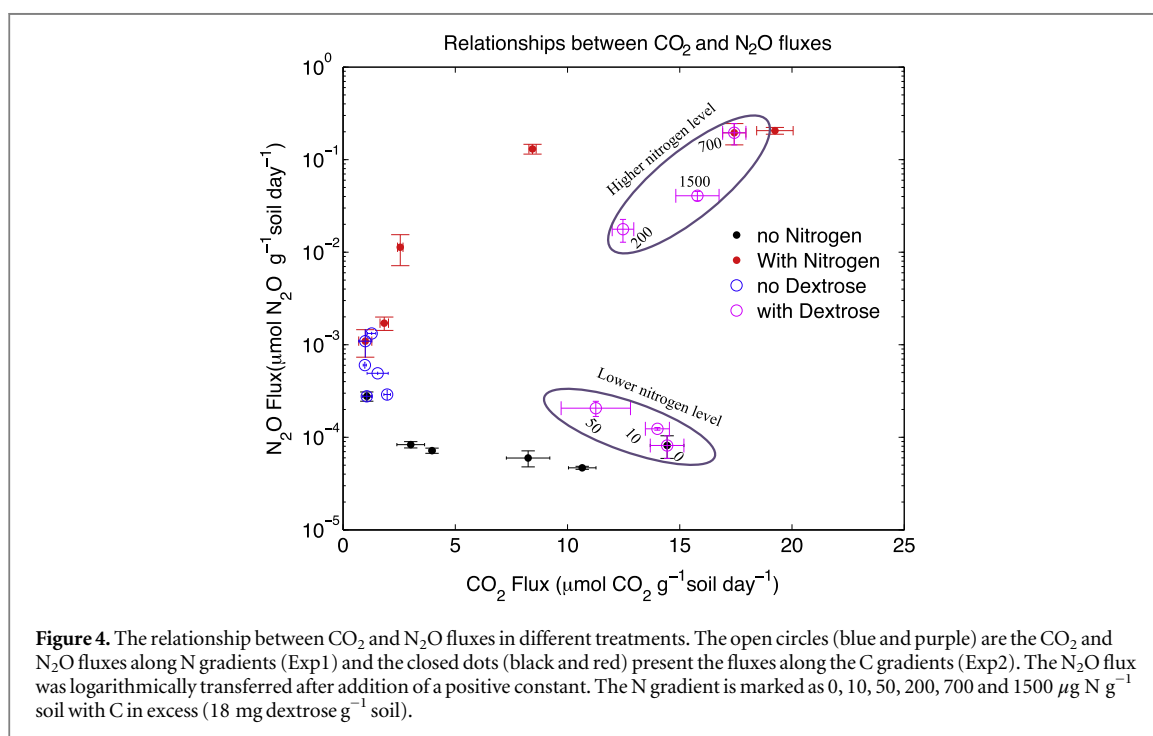 Relationships between CO₂ and N₂O fluxes
10⁰
10⁻¹
10⁻²
10⁻³
10⁻⁴
10⁻⁵
N₂O Flux(μmol N₂O g⁻¹soil day⁻¹)
Higher nitrogen level
700
1500
200
no Nitrogen
With Nitrogen
no Dextrose
with Dextrose
Lower nitrogen level
50
10
0
0 5 10 15 20 25
CO₂ Flux (μmol CO₂ g⁻¹soil day⁻¹)
Figure 4. The relationship between CO₂ and N₂O fluxes in different treatments. The open circles (blue and purple) are the CO₂ and
N₂O fluxes along N gradients (Exp1) and the closed dots (black and red) present the fluxes along the C gradients (Exp2). The N₂O flux
was logarithmically transferred after addition of a positive constant. The N gradient is marked as 0, 10, 50, 200, 700 and 1500 μg N g⁻¹
soil with C in excess (18 mg dextrose g⁻¹ soil).